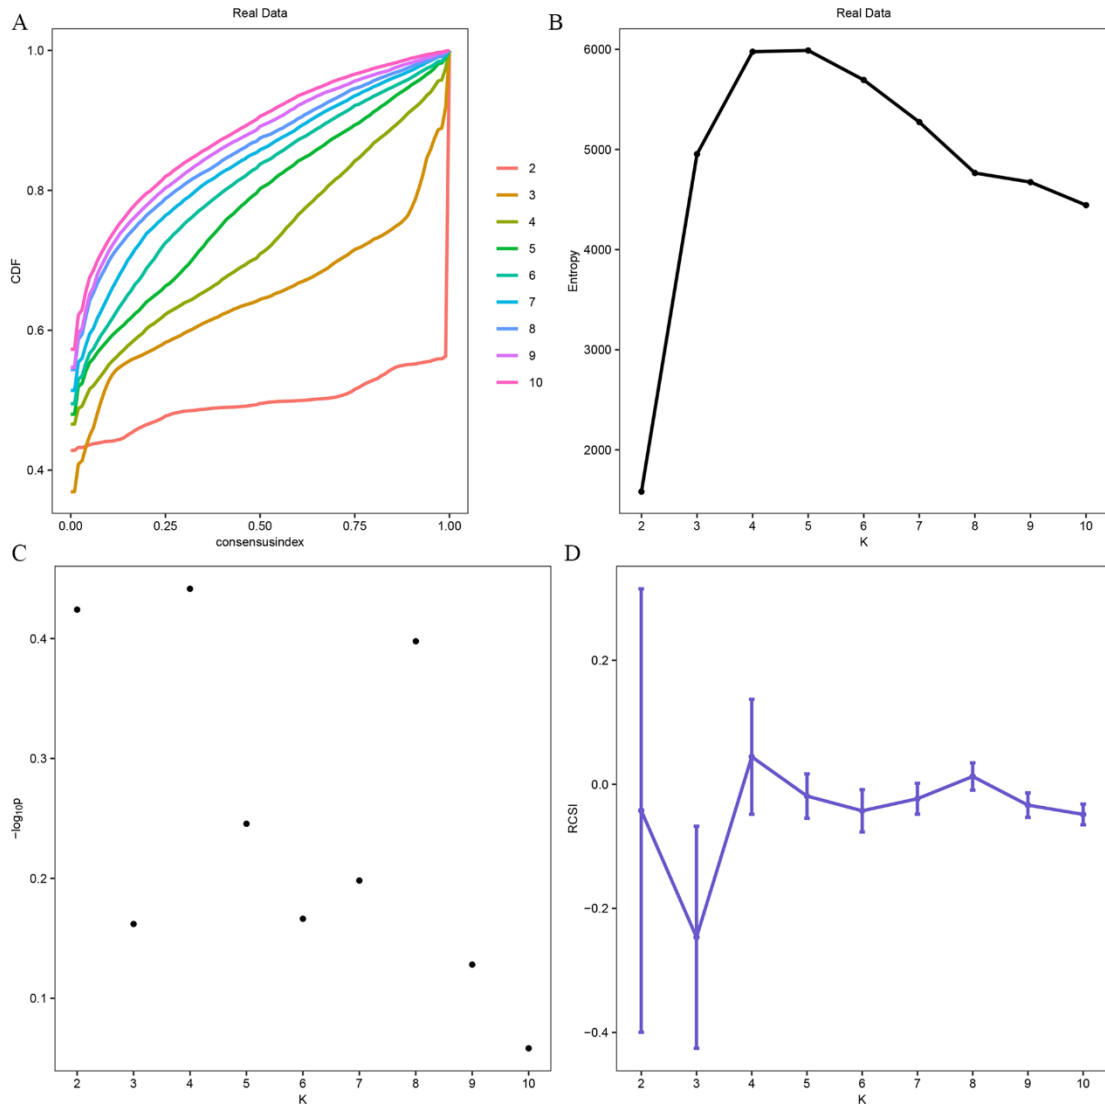 A
Real Data
1.0
0.8
0.6
0.4
CDF
0.00 0.25 0.50 0.75 1.00
consensusindex
2
3
4
5
6
7
8
9
10
B
Real Data
6000
5000
4000
3000
2000
Entropy
2 3 4 5 6 7 8 9 10
K
C
0.4
0.3
0.2
0.1
−log₁₀p
2 3 4 5 6 7 8 9 10
K
D
0.2
0.0
−0.2
−0.4
RCSI
2 3 4 5 6 7 8 9 10
K